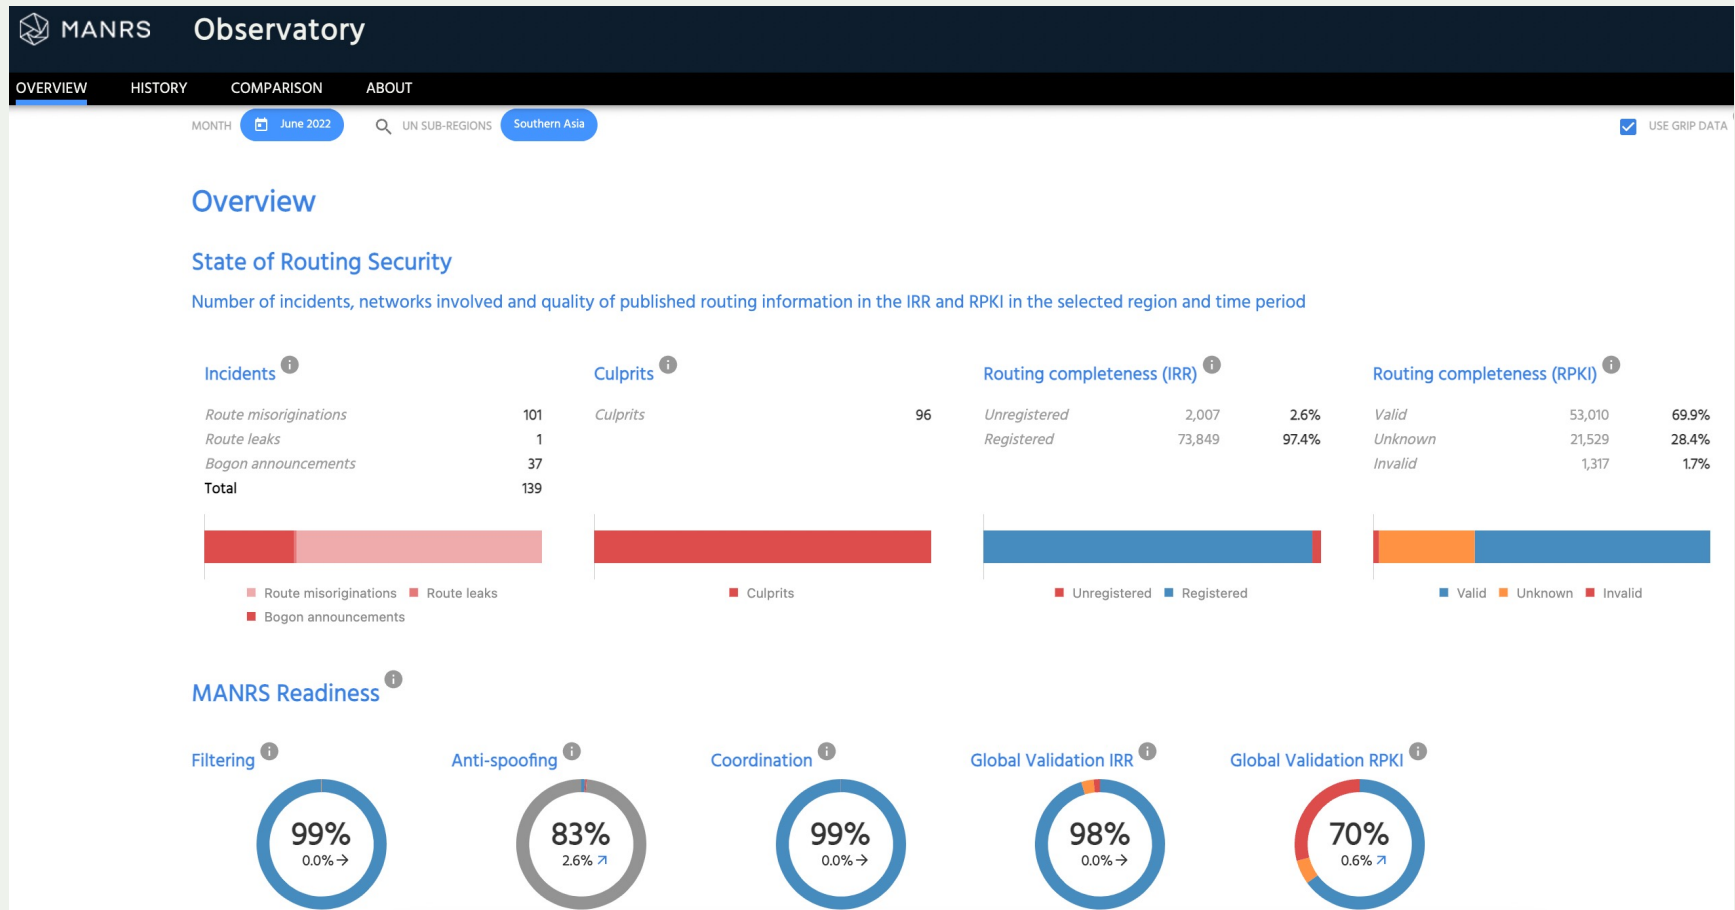 MANRS Observatory
OVERVIEW HISTORY COMPARISON ABOUT
MONTH June 2022 UN SUB-REGIONS Southern Asia USE GRIP DATA
Overview
State of Routing Security
Number of incidents, networks involved and quality of published routing information in the IRR and RPKI in the selected region and time period
Incidents
Route misoriginations 101
Route leaks 1
Bogon announcements 37
Total 139
Route misoriginations Route leaks
Bogon announcements
Culprits
Culprits 96
Culprits
Routing completeness (IRR)
Unregistered 2,007 2.6%
Registered 73,849 97.4%
Unregistered Registered
Routing completeness (RPKI)
Valid 53,010 69.9%
Unknown 21,529 28.4%
Invalid 1,317 1.7%
Valid Unknown Invalid
MANRS Readiness
Filtering
99%
0.0% →
Anti-spoofing
83%
2.6% ↗
Coordination
99%
0.0% →
Global Validation IRR
98%
0.0% →
Global Validation RPKI
70%
0.6% ↗